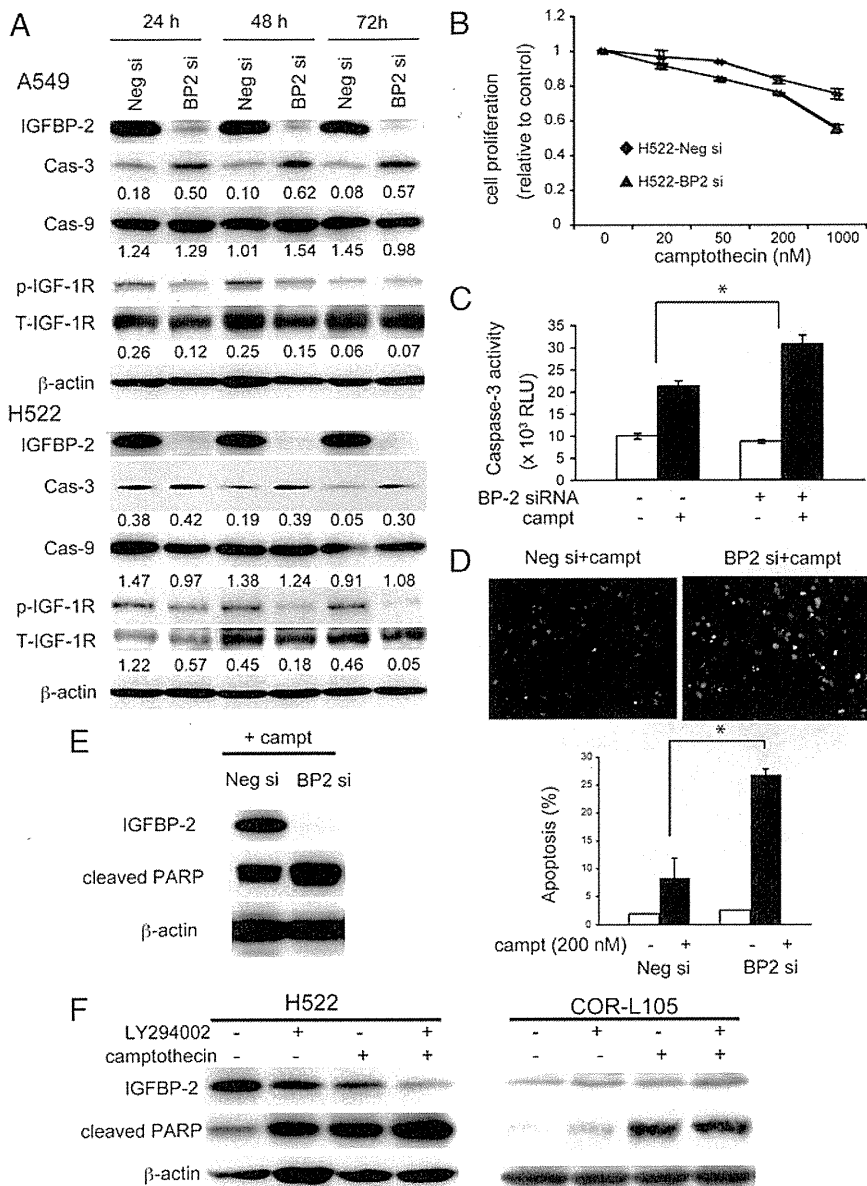 A
24 h 48 h 72h
A549
Neg si BP2 si Neg si BP2 si Neg si BP2 si
IGFBP-2
Cas-3
0.18 0.50 0.10 0.62 0.08 0.57
Cas-9
1.24 1.29 1.01 1.54 1.45 0.98
p-IGF-1R
T-IGF-1R
0.26 0.12 0.25 0.15 0.06 0.07
β-actin
H522
IGFBP-2
Cas-3
0.38 0.42 0.19 0.39 0.05 0.30
Cas-9
1.47 0.97 1.38 1.24 0.91 1.08
p-IGF-1R
T-IGF-1R
1.22 0.57 0.45 0.18 0.46 0.05
β-actin
B
cell proliferation
(relative to control)
1
0.8
0.6
0.4
0.2
0
H522-Neg si
H522-BP2 si
0 20 50 200 1000
camptothecin (nM)
C
Caspase-3 activity
(x 10³ RLU)
35
30
25
20
15
10
5
0
*
BP-2 siRNA - - + +
campt - + - +
D
Neg si+campt BP2 si+campt
Apoptosis (%)
30
25
20
15
10
5
0
*
campt (200 nM) - + - +
Neg si BP2 si
E
+ campt
Neg si BP2 si
IGFBP-2
cleaved PARP
β-actin
F
H522 COR-L105
LY294002 - + - + - + - +
camptothecin - - + + - - + +
IGFBP-2
cleaved PARP
β-actin